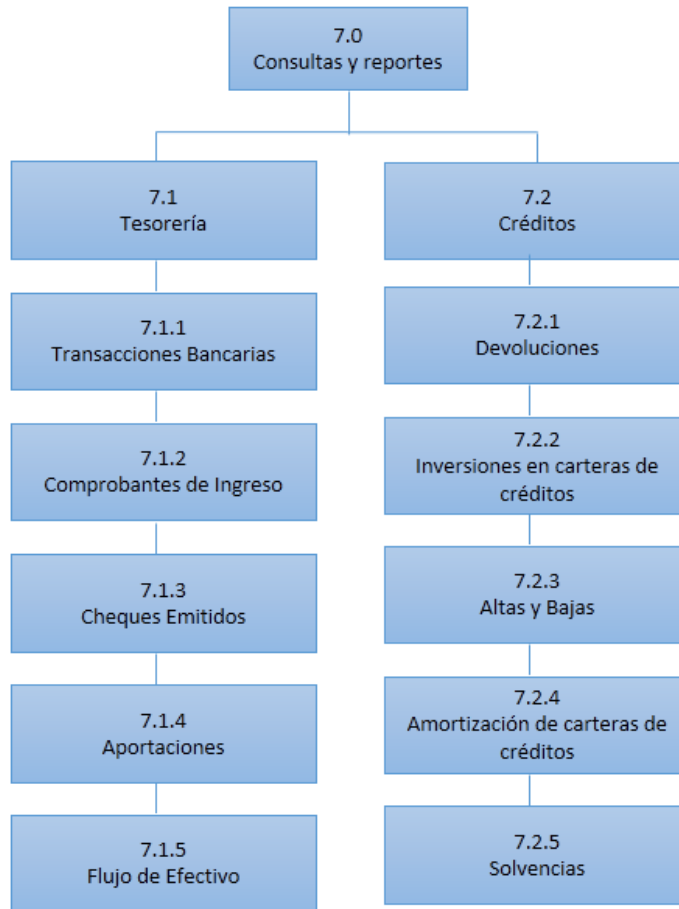 7.0
Consultas y reportes
7.1
Tesorería
7.1.1
Transacciones Bancarias
7.1.2
Comprobantes de Ingreso
7.1.3
Cheques Emitidos
7.1.4
Aportaciones
7.1.5
Flujo de Efectivo
7.2
Créditos
7.2.1
Devoluciones
7.2.2
Inversiones en carteras de
créditos
7.2.3
Altas y Bajas
7.2.4
Amortización de carteras de
créditos
7.2.5
Solvencias